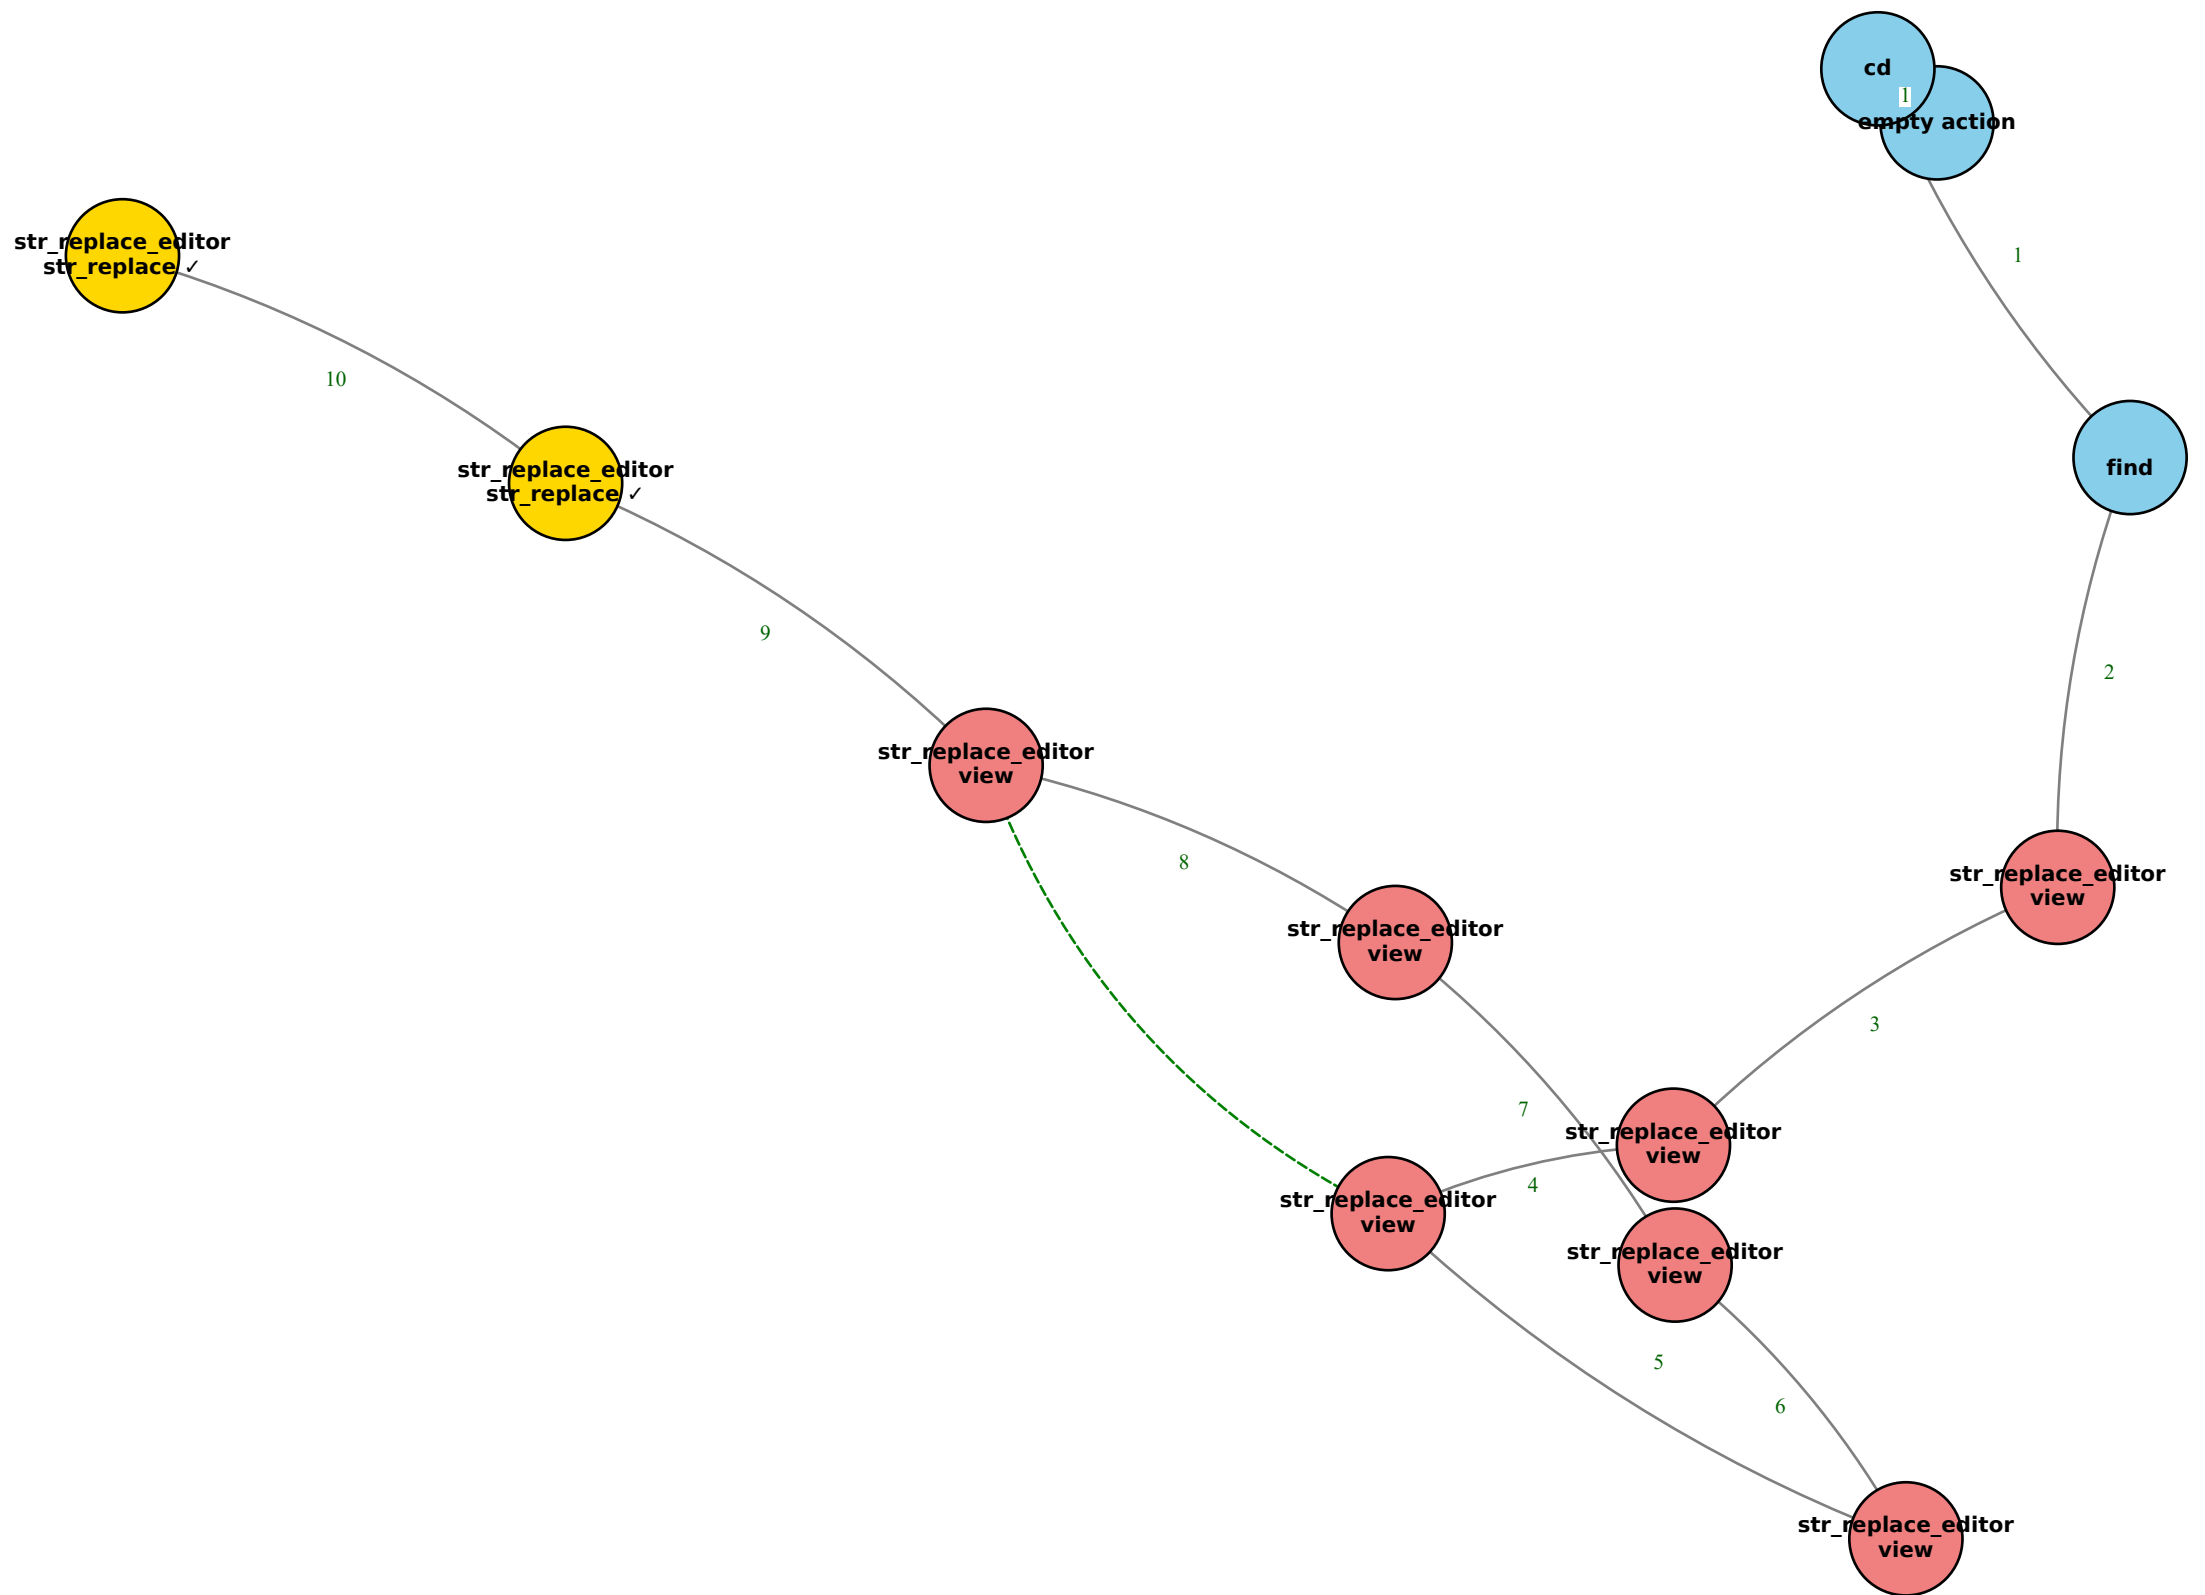 cd
1
empty action
str_replace_editor
str_replace ✓
1
10
find
str_replace_editor
str_replace ✓
9
2
str_replace_editor
view
8
str_replace_editor
view
str_replace_editor
view
3
7
str_replace_editor
view
4
str_replace_editor
view
str_replace_editor
view
5
6
str_replace_editor
view